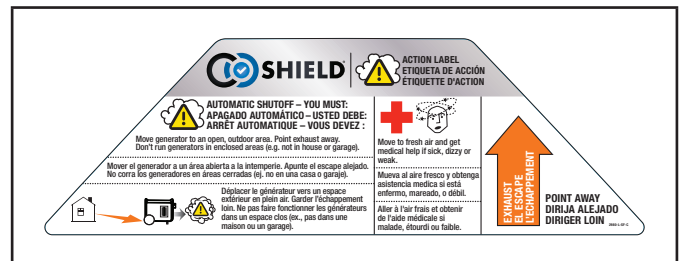 CO SHIELD
ACTION LABEL
ETIQUETA DE ACCIÓN
ÉTIQUETTE D'ACTION
AUTOMATIC SHUTOFF – YOU MUST:
APAGADO AUTOMÁTICO – USTED DEBE:
ARRÊT AUTOMATIQUE – VOUS DEVEZ :
Move generator to an open, outdoor area. Point exhaust away.
Don't run generators in enclosed areas (e.g. not in house or garage).
Mover el generador a un área abierta a la intemperie. Apunte el escape alejado.
No corra los generadores en áreas cerradas (ej. no en una casa o garaje).
Déplacer le générateur vers un espace
extérieur en plein air. Garder l'échappement
loin. Ne pas faire fonctionner les générateurs
dans un espace clos (ex., pas dans une
maison ou un garage).
Move to fresh air and get
medical help if sick, dizzy or
weak.
Mueva al aire fresco y obtenga
asistencia medica si está
enfermo, mareado, o débil.
Aller à l'air frais et obtenir
de l'aide médicale si
malade, étourdi ou faible.
EXHAUST
EL ESCAPE
L'ÉCHAPPEMENT
POINT AWAY
DIRIJA ALEJADO
DIRIGER LOIN